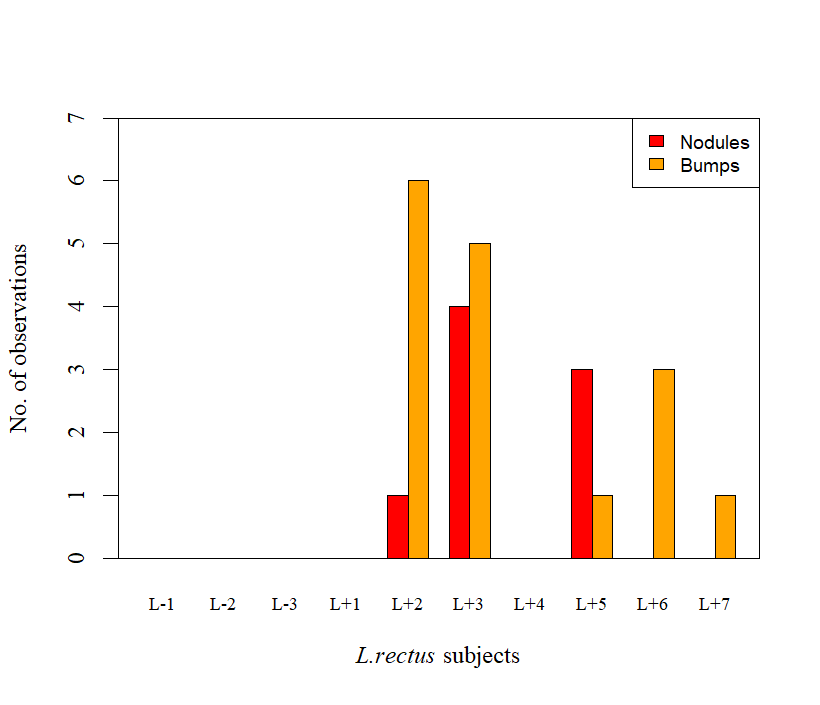 Nodules
Bumps
7
6
5
4
3
2
1
0
No. of observations
L-1 L-2 L-3 L+1 L+2 L+3 L+4 L+5 L+6 L+7
L.rectus subjects